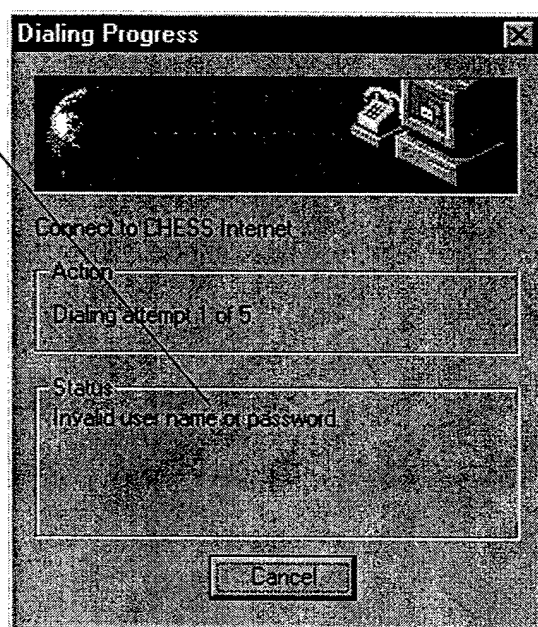 Dialing Progress
Connect to CHESS Internet
Action
Dialing attempt 1 of 5
Status
Invalid user name or password.
Cancel